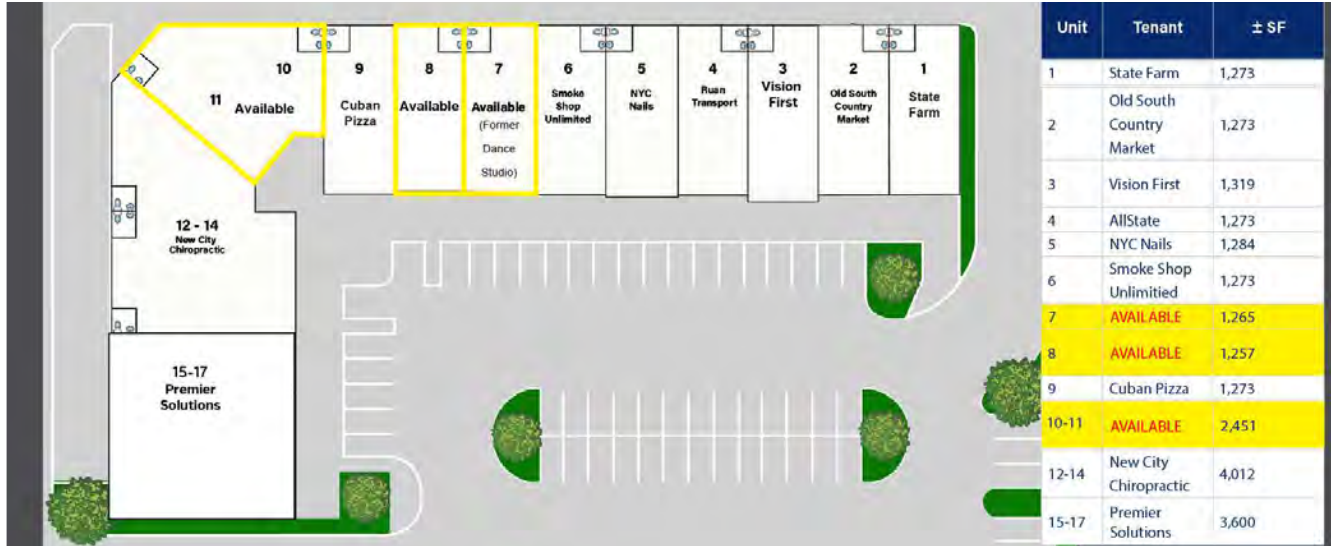 10
11
Available
9
Cuban
Pizza
8
Available
7
Available
(Former
Dance
Studio)
6
Smoke
Shop
Unlimited
5
NYC
Nails
4
Ruan
Transport
3
Vision
First
2
Old South
Country
Market
1
State
Farm
12 - 14
New City
Chiropractic
15-17
Premier
Solutions
Unit Tenant ± SF
1 State Farm 1,273
2 Old South
Country
Market 1,273
3 Vision First 1,319
4 AllState 1,273
5 NYC Nails 1,284
6 Smoke Shop
Unlimitied 1,273
7 AVAILABLE 1,265
8 AVAILABLE 1,257
9 Cuban Pizza 1,273
10-11 AVAILABLE 2,451
12-14 New City
Chiropractic 4,012
15-17 Premier
Solutions 3,600